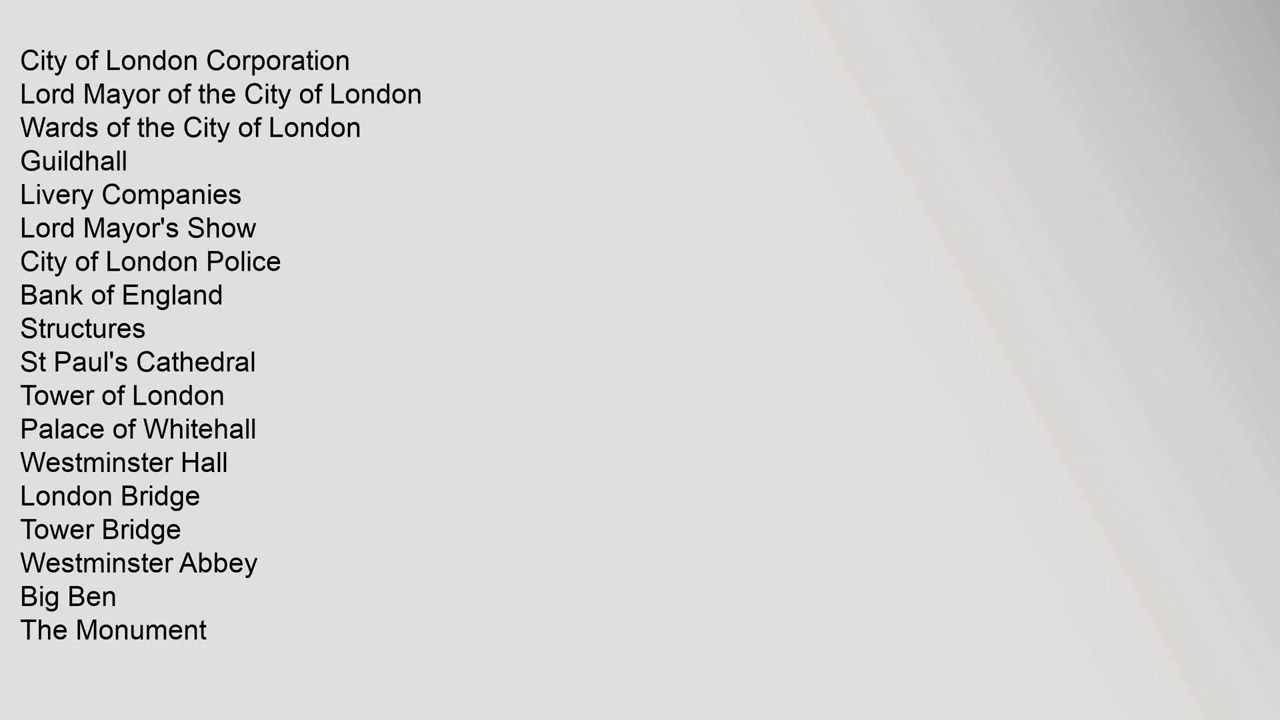 City of London Corporation
Lord Mayor of the City of London
Wards of the City of London
Guildhall
Livery Companies
Lord Mayor's Show
City of London Police
Bank of England
Structures
St Paul's Cathedral
Tower of London
Palace of Whitehall
Westminster Hall
London Bridge
Tower Bridge
Westminster Abbey
Big Ben
The Monument